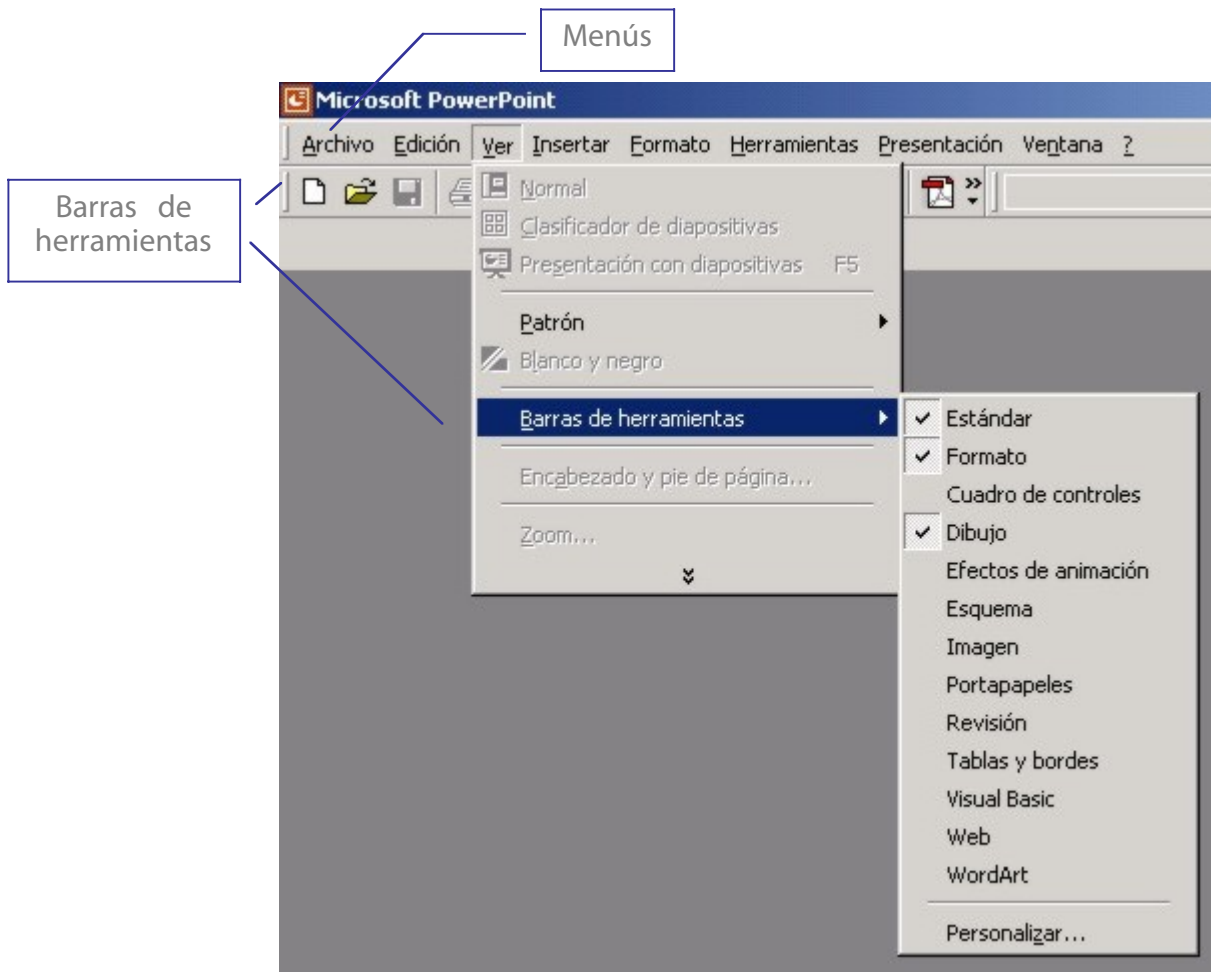 Menús
Microsoft PowerPoint
Archivo Edición Ver Insertar Formato Herramientas Presentación Ventana ?
Barras de
herramientas
Normal
Clasificador de diapositivas
Presentación con diapositivas F5
Patrón
Blanco y negro
Barras de herramientas
Encabezado y pie de página...
Zoom...
Estándar
Formato
Cuadro de controles
Dibujo
Efectos de animación
Esquema
Imagen
Portapapeles
Revisión
Tablas y bordes
Visual Basic
Web
WordArt
Personalizar...